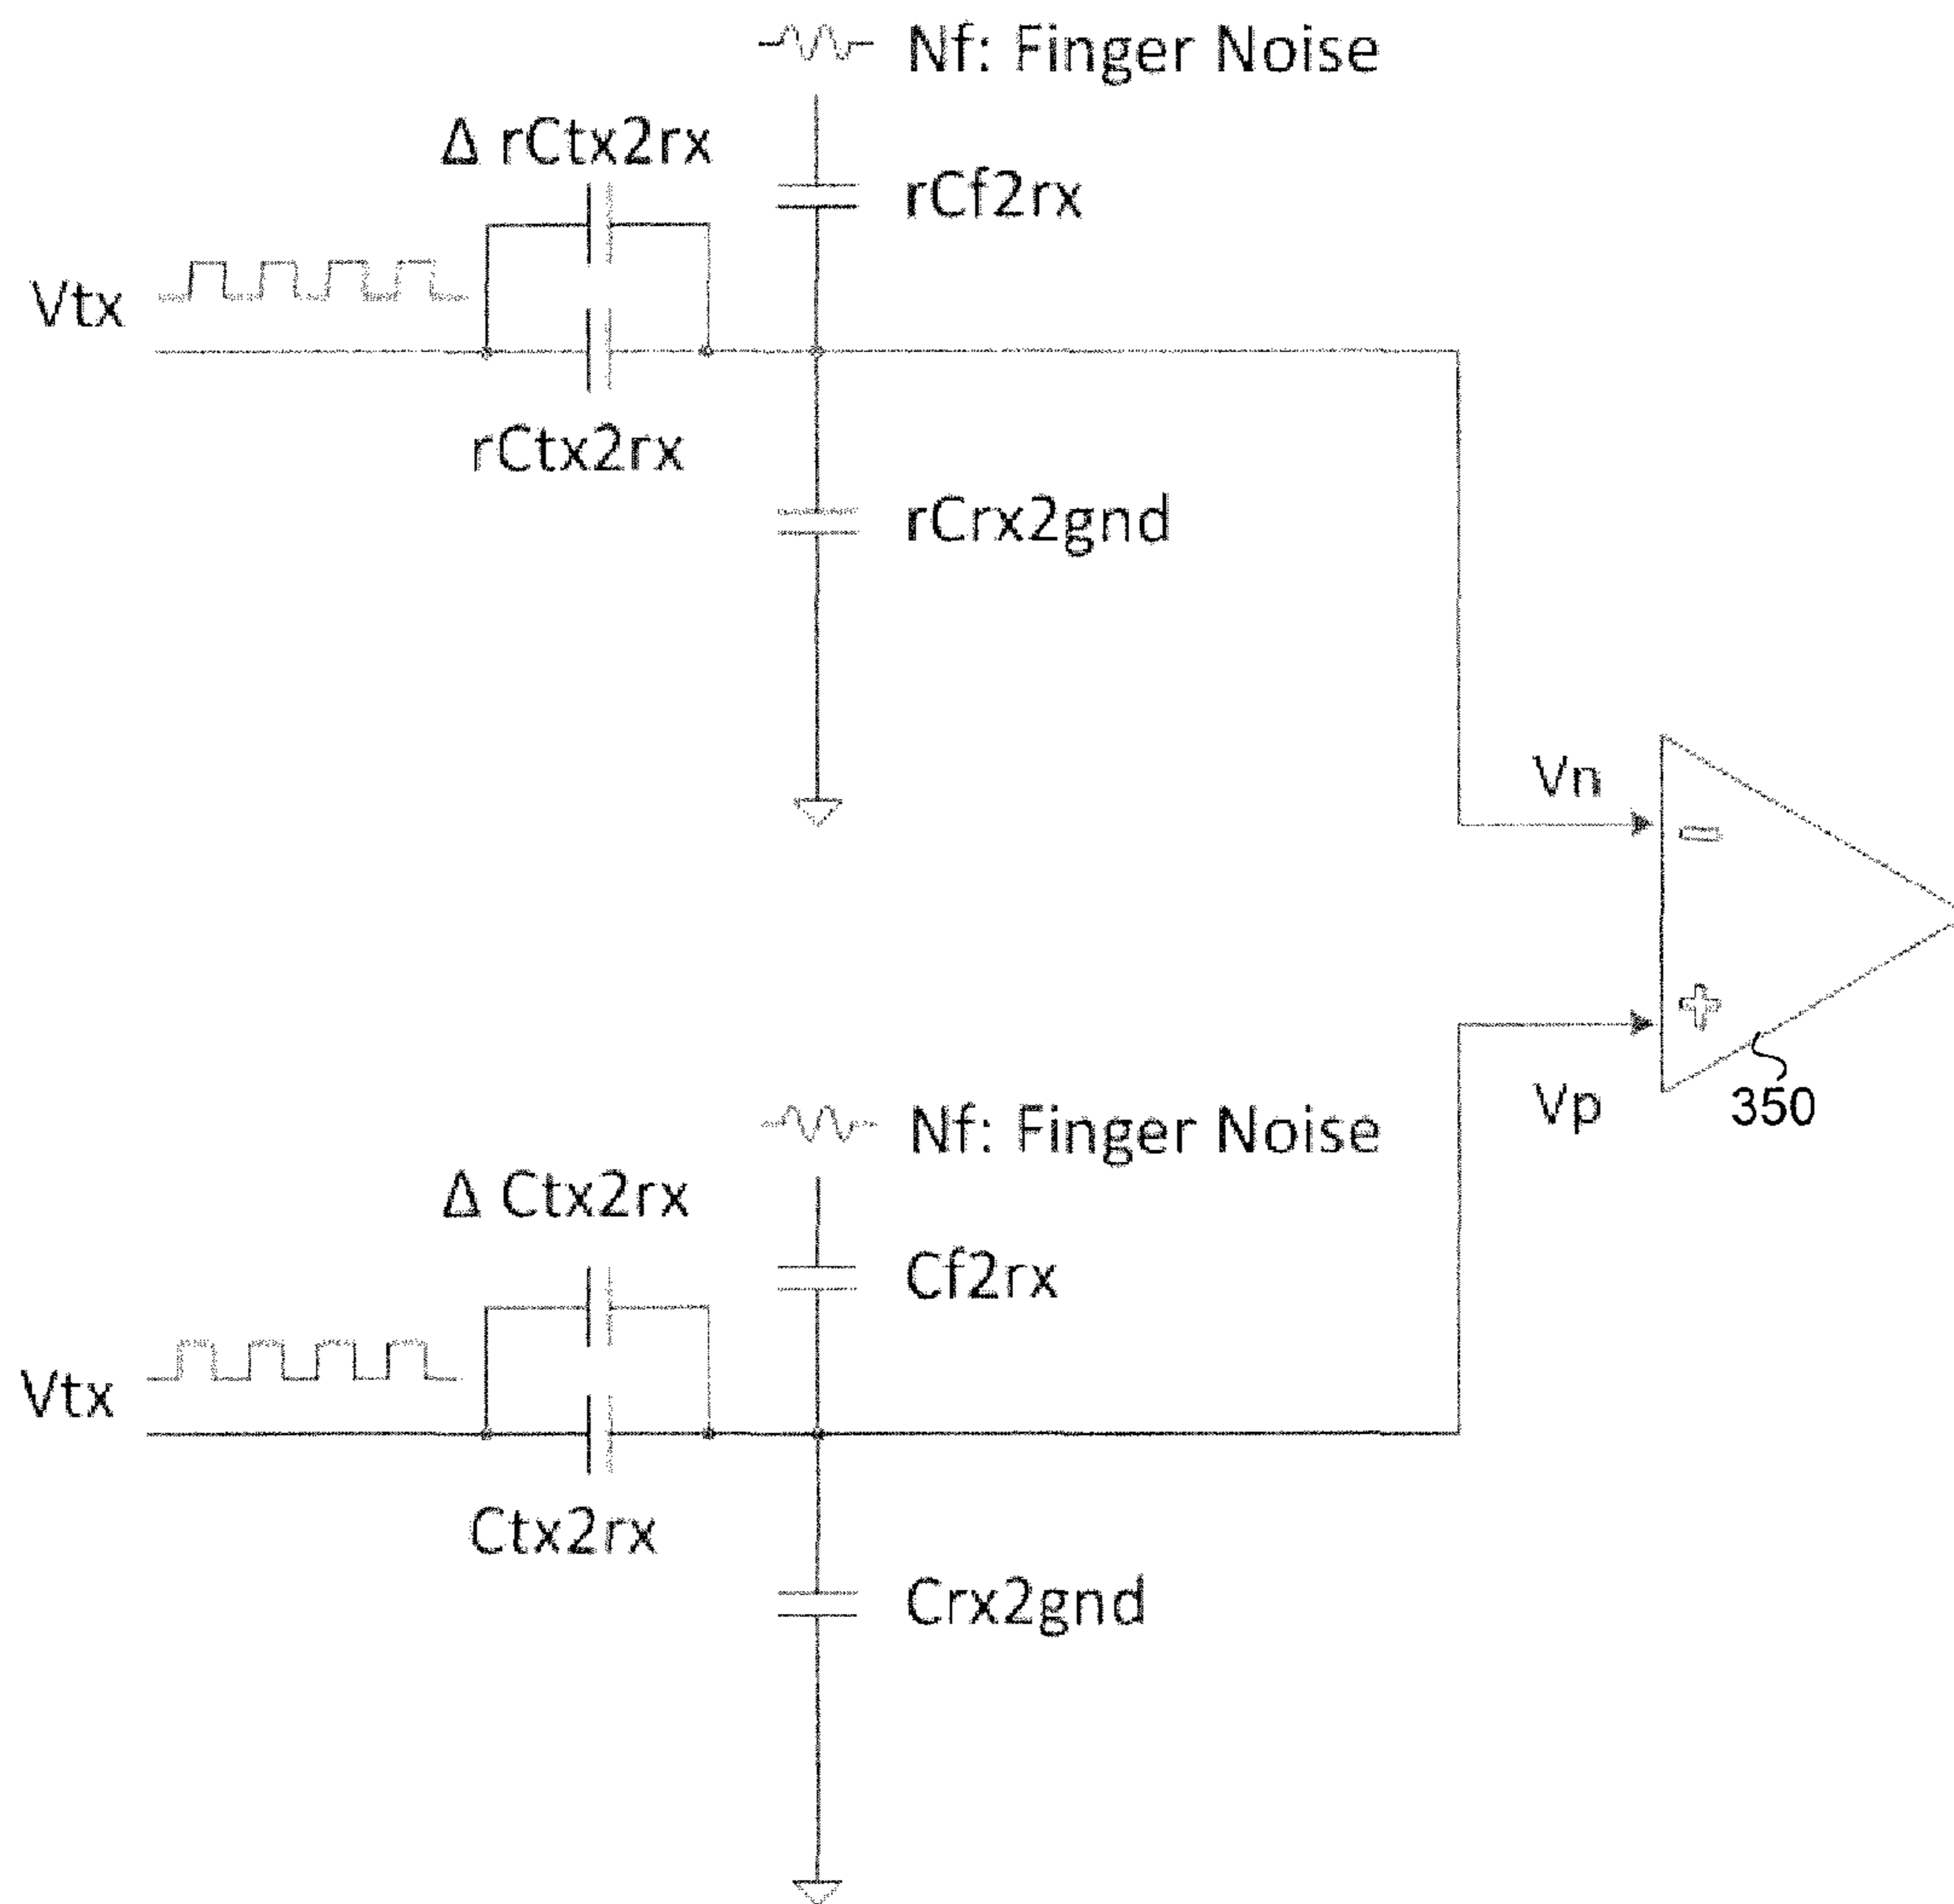 Nf: Finger Noise
Δ rCtx2rx
rCf2rx
Vtx
rCtx2rx
rCrx2gnd
Vn
−
+
Vp
350
Nf: Finger Noise
Δ Ctx2rx
Cf2rx
Vtx
Ctx2rx
Crx2gnd